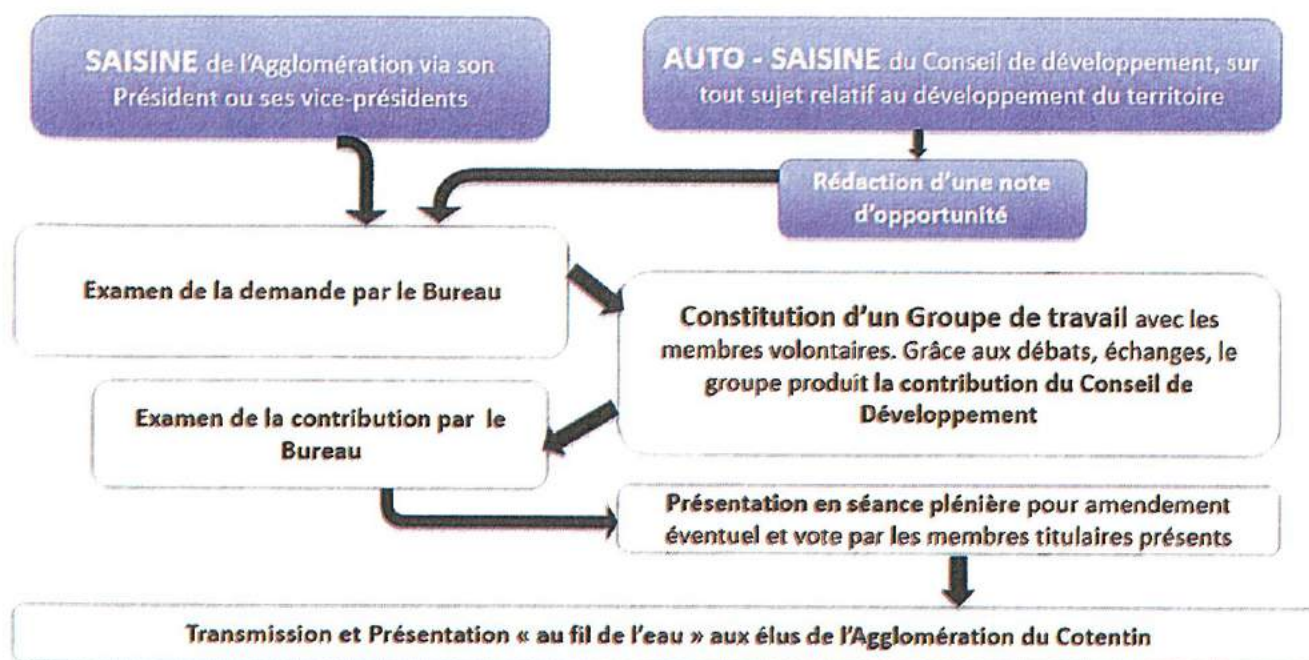 SAISINE de l'Agglomération via son
Président ou ses vice-présidents
AUTO - SAISINE du Conseil de développement, sur
tout sujet relatif au développement du territoire
Rédaction d'une note
d'opportunité
Examen de la demande par le Bureau
Constitution d'un Groupe de travail avec les
membres volontaires. Grâce aux débats, échanges, le
groupe produit la contribution du Conseil de
Développement
Examen de la contribution par le
Bureau
Présentation en séance plénière pour amendement
éventuel et vote par les membres titulaires présents
Transmission et Présentation « au fil de l'eau » aux élus de l'Agglomération du Cotentin